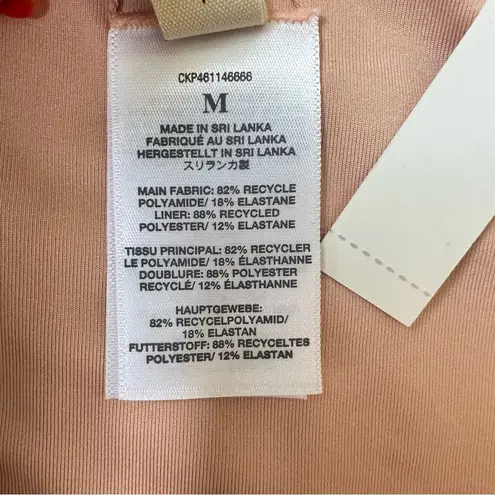 CKP461146666
M
MADE IN SRI LANKA
FABRIQUÉ AU SRI LANKA
HERGESTELLT IN SRI LANKA
スリランカ製
MAIN FABRIC: 82% RECYCLE
POLYAMIDE/ 18% ELASTANE
LINER: 88% RECYCLED
POLYESTER/ 12% ELASTANE
TISSU PRINCIPAL: 82% RECYCLER
LE POLYAMIDE/ 18% ÉLASTHANNE
DOUBLURE: 88% POLYESTER
RECYCLÉ/ 12% ÉLASTHANNE
HAUPTGEWEBE:
82% RECYCELPOLYAMID/
18% ELASTAN
FUTTERSTOFF: 88% RECYCELTES
POLYESTER/ 12% ELASTAN